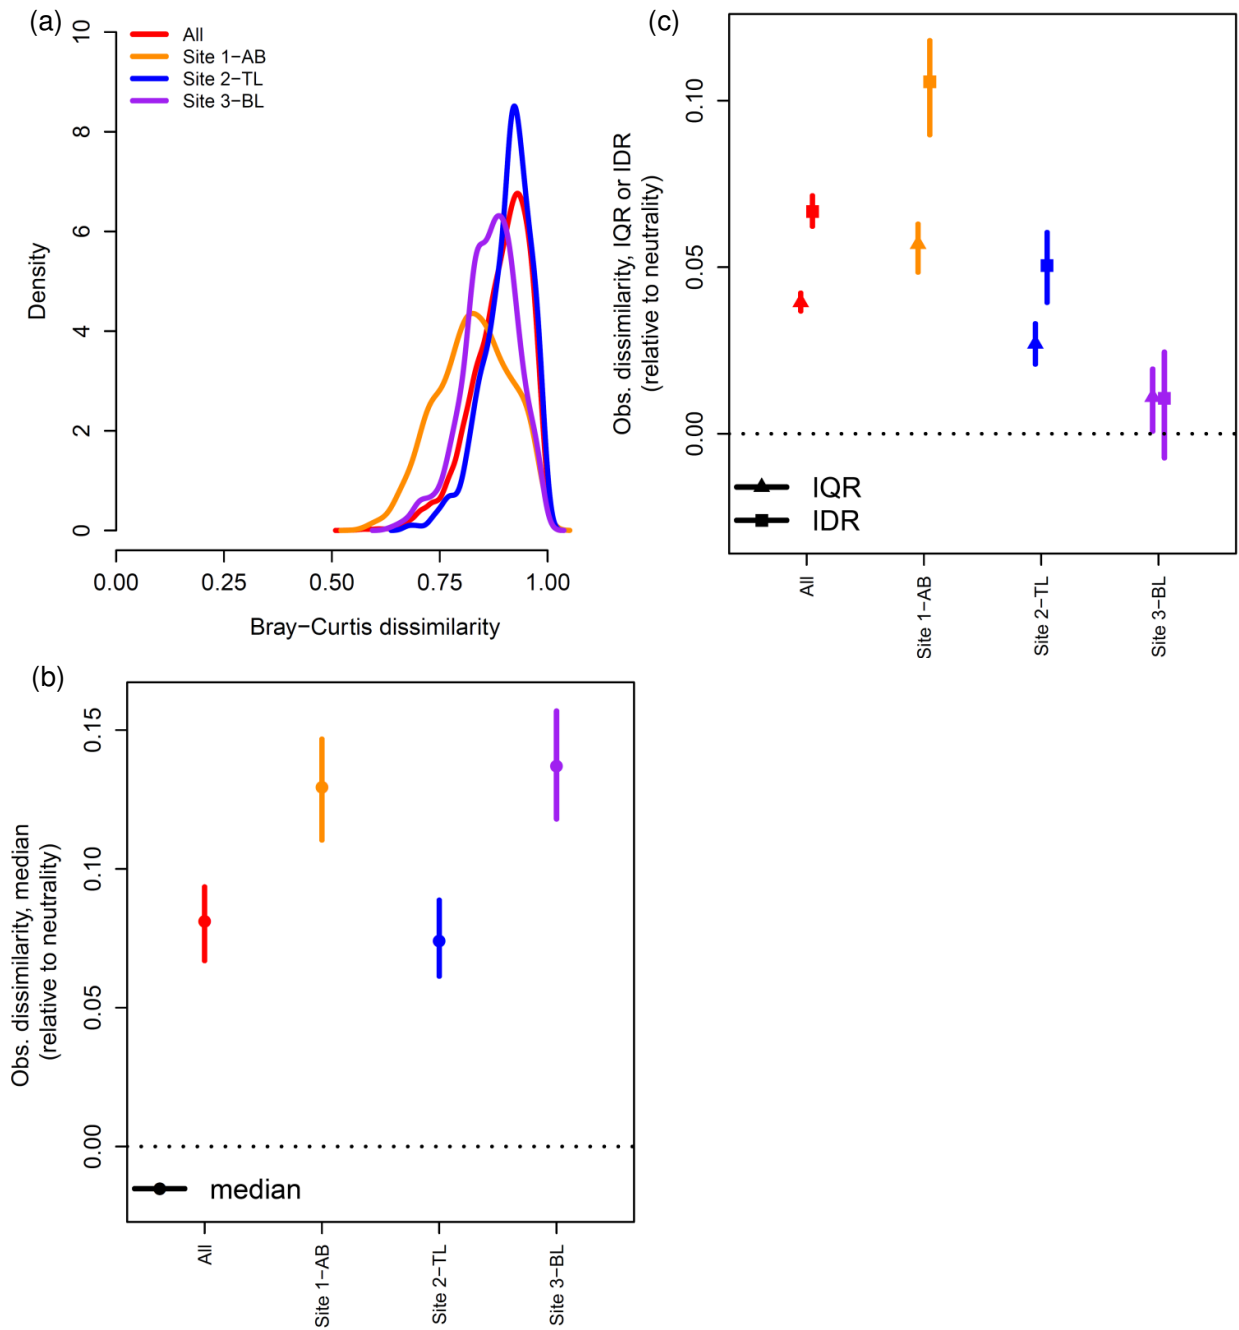 (a)
All
Site 1−AB
Site 2−TL
Site 3−BL
10
8
6
4
2
0
Density
0.00 0.25 0.50 0.75 1.00
Bray−Curtis dissimilarity
(c)
0.10
0.05
0.00
Obs. dissimilarity, IQR or IDR
(relative to neutrality)
IQR
IDR
All
Site 1−AB
Site 2−TL
Site 3−BL
(b)
0.15
0.10
0.05
0.00
Obs. dissimilarity, median
(relative to neutrality)
median
All
Site 1−AB
Site 2−TL
Site 3−BL